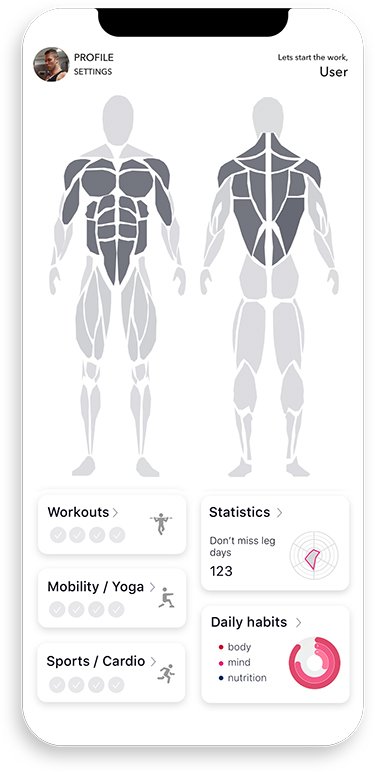 PROFILE
SETTINGS
Lets start the work,
User
Workouts
Mobility / Yoga
Sports / Cardio
Statistics
Don't miss leg
days
123
Daily habits
body
mind
nutrition